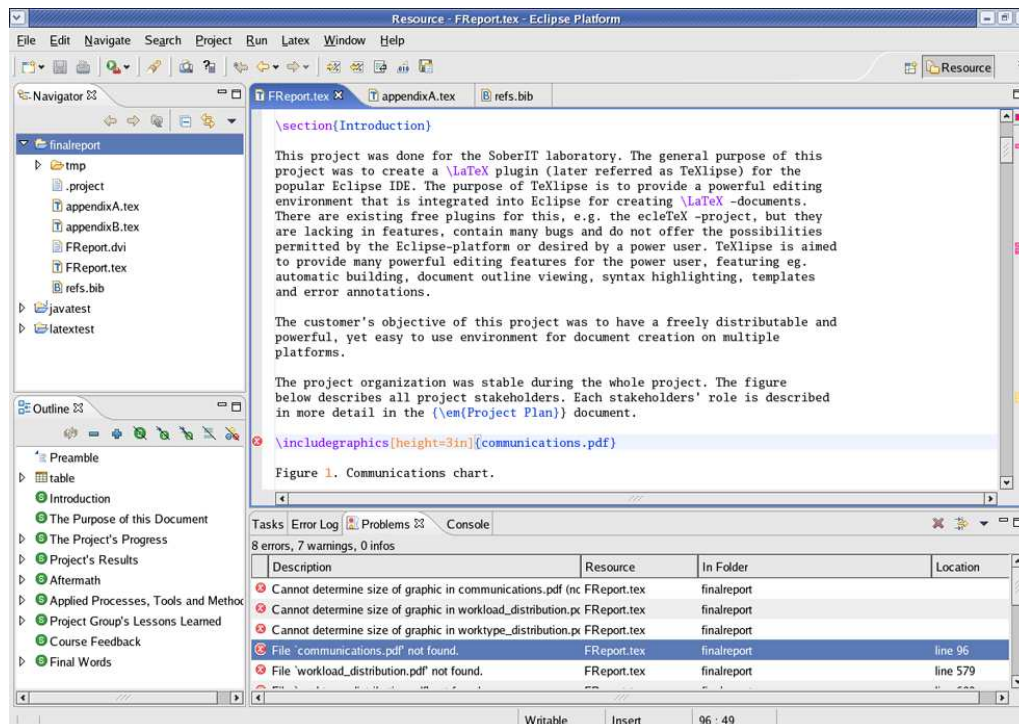 Resource - FReport.tex - Eclipse Platform
File Edit Navigate Search Project Run Latex Window Help
Resource
Navigator
finalreport
tmp
.project
appendixA.tex
appendixB.tex
FReport.dvi
FReport.tex
refs.bib
javatest
latextest
Outline
Preamble
table
Introduction
The Purpose of this Document
The Project's Progress
Project's Results
Aftermath
Applied Processes, Tools and Method
Project Group's Lessons Learned
Course Feedback
Final Words
FReport.tex appendixA.tex refs.bib
\section{Introduction}
This project was done for the SoberIT laboratory. The general purpose of this
project was to create a \LaTeX plugin (later referred as TeXlipse) for the
popular Eclipse IDE. The purpose of TeXlipse is to provide a powerful editing
environment that is integrated into Eclipse for creating \LaTeX -documents.
There are existing free plugins for this, e.g. the ecleTeX -project, but they
are lacking in features, contain many bugs and do not offer the possibilities
permitted by the Eclipse-platform or desired by a power user. TeXlipse is aimed
to provide many powerful editing features for the power user, featuring eg.
automatic building, document outline viewing, syntax highlighting, templates
and error annotations.
The customer's objective of this project was to have a freely distributable and
powerful, yet easy to use environment for document creation on multiple
platforms.
The project organization was stable during the whole project. The figure
below describes all project stakeholders. Each stakeholders' role is described
in more detail in the {\em{Project Plan}} document.
\includegraphics[height=3in]{communications.pdf}
Figure 1. Communications chart.
Tasks Error Log Problems Console
8 errors, 7 warnings, 0 infos
Description Resource In Folder Location
Cannot determine size of graphic in communications.pdf (no FReport.tex finalreport
Cannot determine size of graphic in workload_distribution.pd FReport.tex finalreport
Cannot determine size of graphic in worktype_distribution.pd FReport.tex finalreport
File `communications.pdf' not found. FReport.tex finalreport line 96
File `workload_distribution.pdf' not found. FReport.tex finalreport line 579
Writable Insert 96 : 49